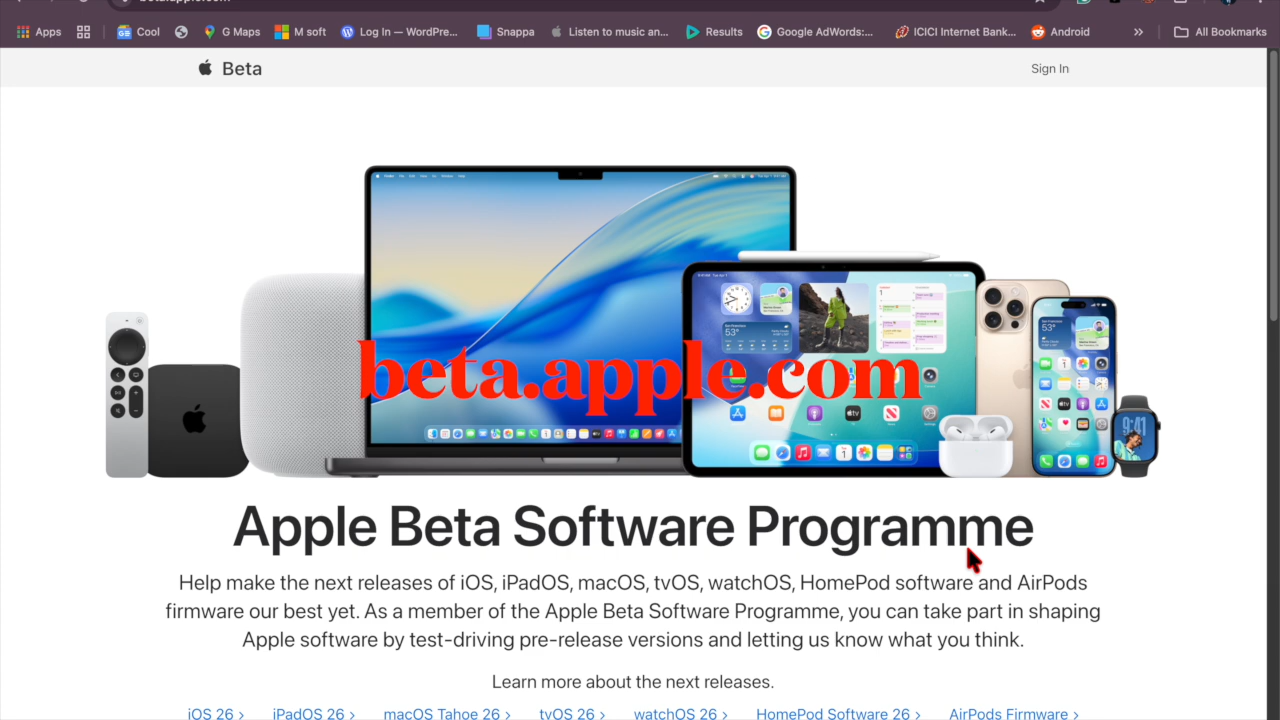 Apps
Cool
G Maps
M soft
Log In — WordPre...
Snappa
Listen to music an...
Results
Google AdWords:...
ICICI Internet Bank...
Android
»
All Bookmarks
Beta
Sign In
beta.apple.com
9:41
Apple Beta Software Programme
Help make the next releases of iOS, iPadOS, macOS, tvOS, watchOS, HomePod software and AirPods
firmware our best yet. As a member of the Apple Beta Software Programme, you can take part in shaping
Apple software by test-driving pre-release versions and letting us know what you think.
Learn more about the next releases.
iOS 26 >
iPadOS 26 >
macOS Tahoe 26 >
tvOS 26 >
watchOS 26 >
HomePod Software 26 >
AirPods Firmware >